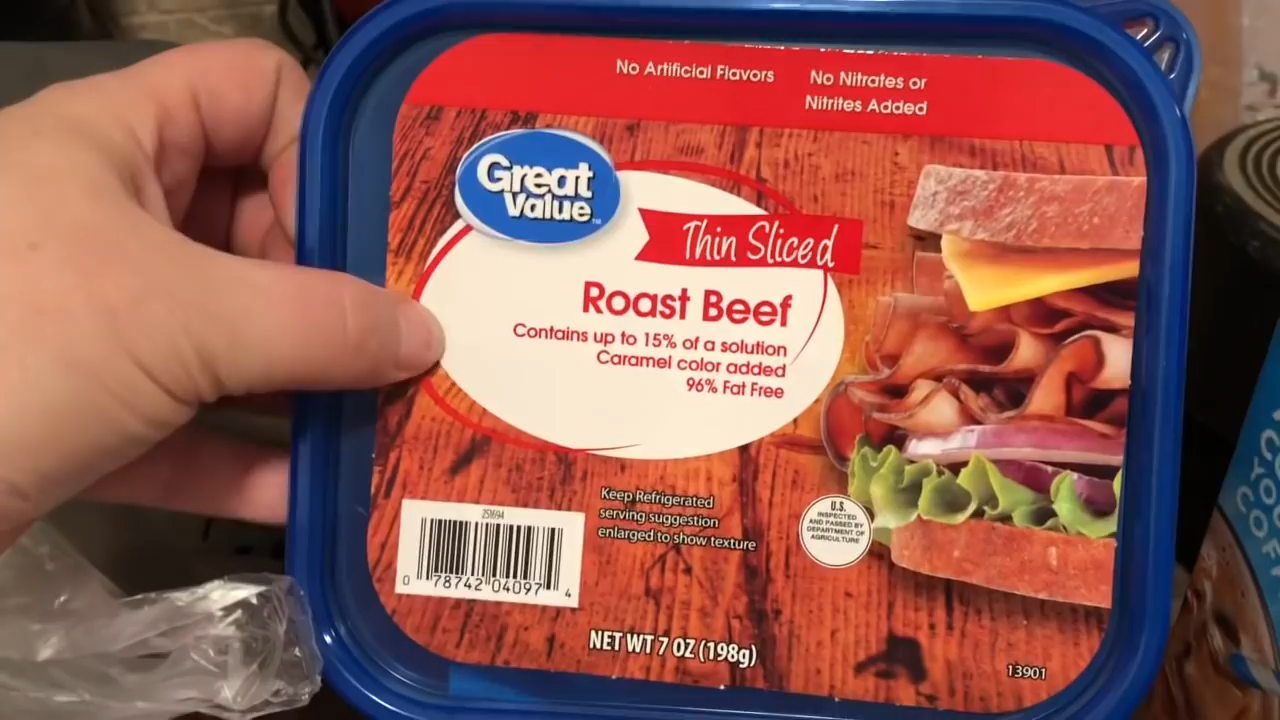 No Artificial Flavors
No Nitrates or
Nitrites Added
Great
Value™
Thin Sliced
Roast Beef
Contains up to 15% of a solution
Caramel color added
96% Fat Free
Keep Refrigerated
serving suggestion
enlarged to show texture
U.S.
INSPECTED
AND PASSED BY
DEPARTMENT OF
AGRICULTURE
251694
0 78742 04097 4
NET WT 7 OZ (198g)
13901